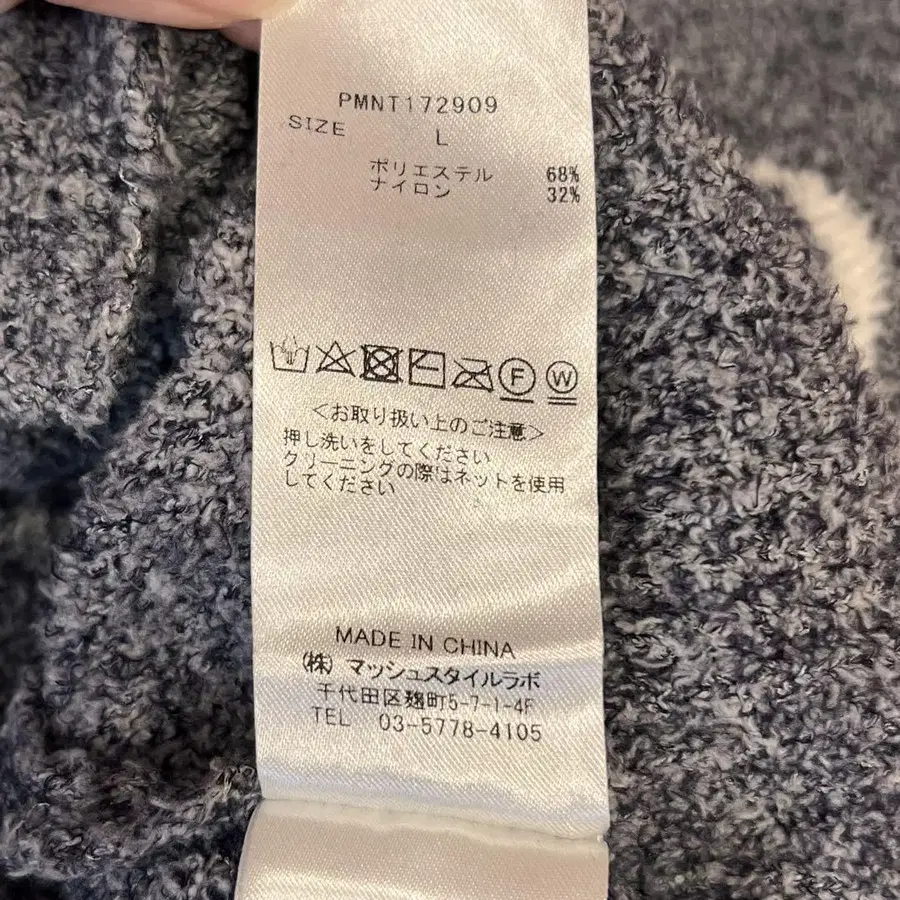 PMNT172909
SIZE L
ポリエステル 68%
ナイロン 32%
F W
<お取り扱い上のご注意>
押し洗いをしてください
クリーニングの際はネットを使用
してください
MADE IN CHINA
(株) マッシュスタイルラボ
千代田区麹町5-7-1-4F
TEL 03-5778-4105